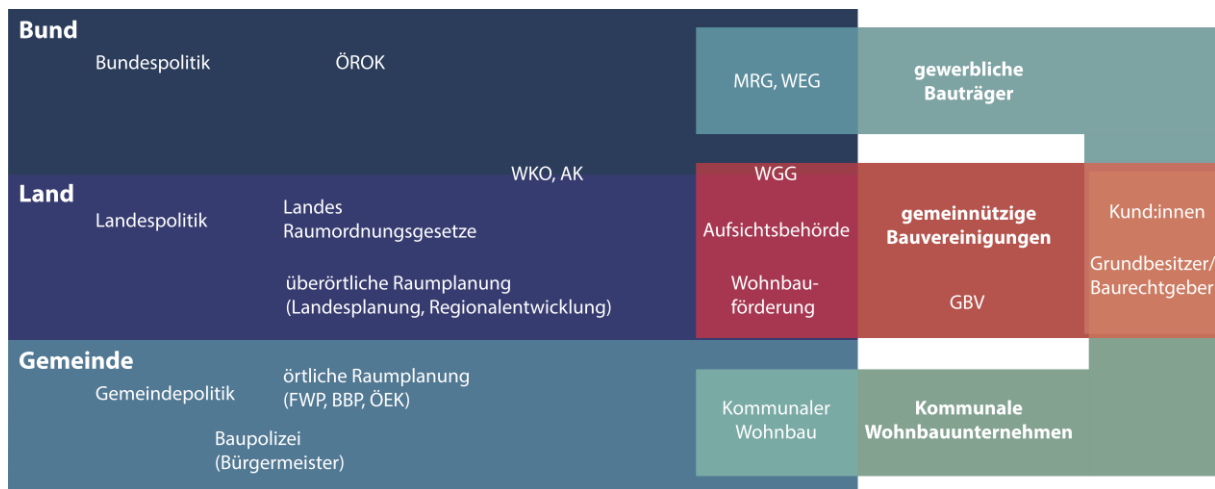 Bund
Bundespolitik
ÖROK
MRG, WEG
gewerbliche
Bauträger
WKO, AK
WGG
Land
Landespolitik
Landes
Raumordnungsgesetze
überörtliche Raumplanung
(Landesplanung, Regionalentwicklung)
Aufsichtsbehörde
Wohnbau-
förderung
gemeinnützige
Bauvereinigungen
GBV
Kund:innen
Grundbesitzer/
Baurechtgeber
Gemeinde
Gemeindepolitik
örtliche Raumplanung
(FWP, BBP, ÖEK)
Baupolizei
(Bürgermeister)
Kommunaler
Wohnbau
Kommunale
Wohnbauunternehmen